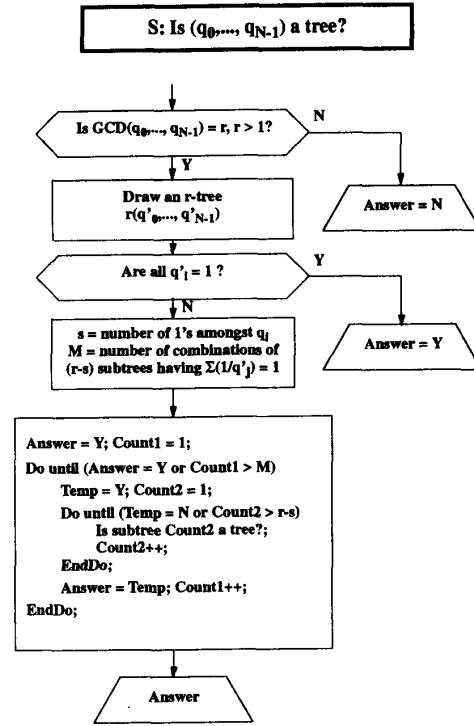 S: Is (q0,..., qN-1) a tree?
Is GCD(q0,..., qN-1) = r, r > 1?
N
Y
Answer = N
Draw an r-tree
r(q'0,..., q'N-1)
Are all q'i = 1 ?
Y
N
Answer = Y
s = number of 1's amongst qi
M = number of combinations of
(r-s) subtrees having Σ(1/q'j) = 1
Answer = Y; Count1 = 1;
Do until (Answer = Y or Count1 > M)
Temp = Y; Count2 = 1;
Do until (Temp = N or Count2 > r-s)
Is subtree Count2 a tree?;
Count2++;
EndDo;
Answer = Temp; Count1++;
EndDo;
Answer